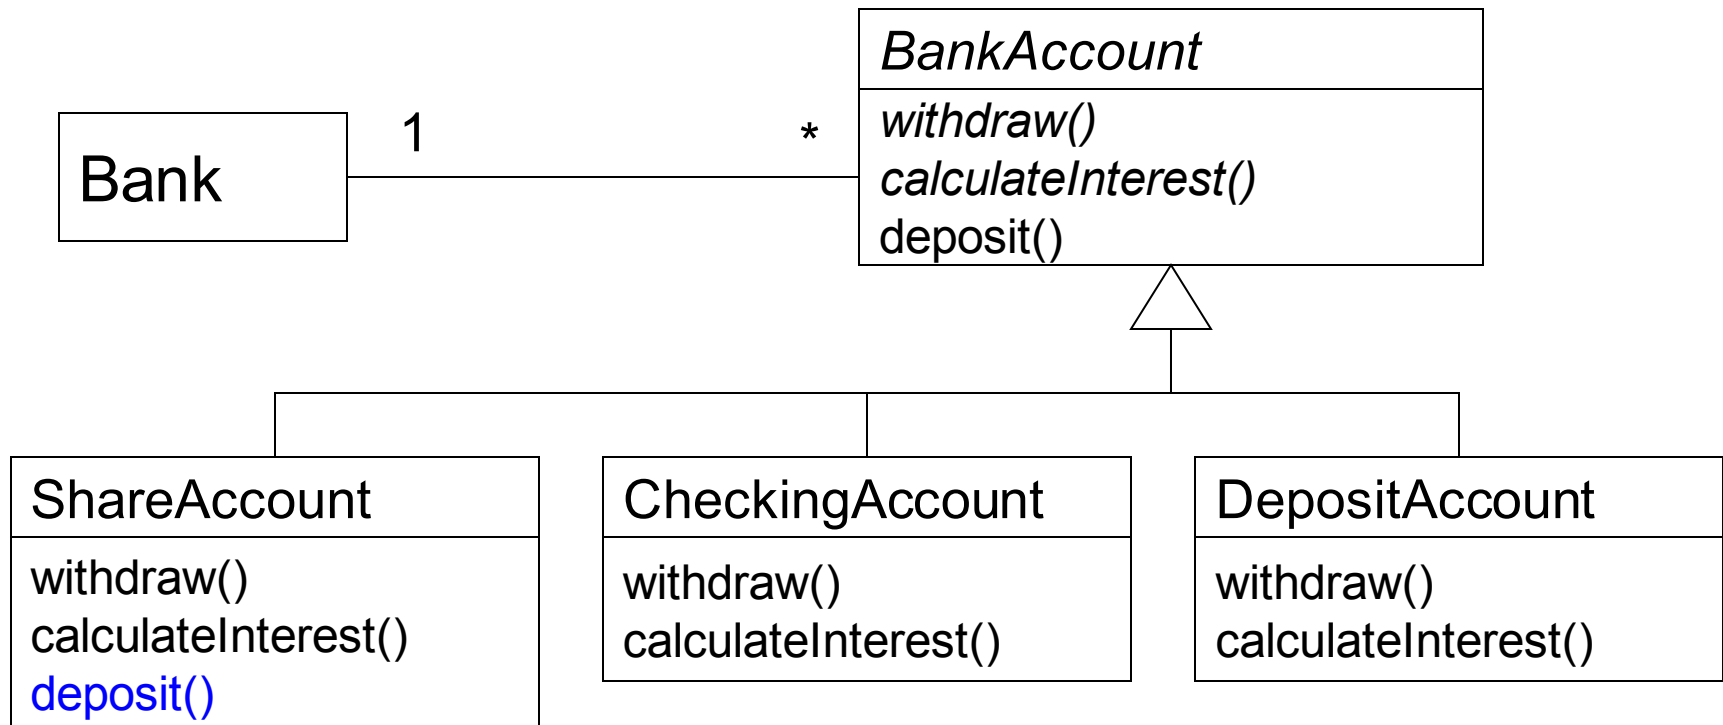 BankAccount
withdraw()
calculateInterest()
deposit()
Bank
1
*
ShareAccount
withdraw()
calculateInterest()
deposit()
CheckingAccount
withdraw()
calculateInterest()
DepositAccount
withdraw()
calculateInterest()